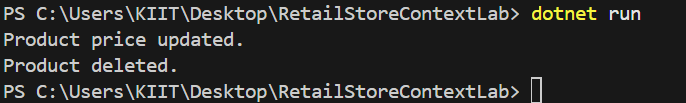 PS C:\Users\KIIT\Desktop\RetailStoreContextLab> dotnet run
Product price updated.
Product deleted.
PS C:\Users\KIIT\Desktop\RetailStoreContextLab>